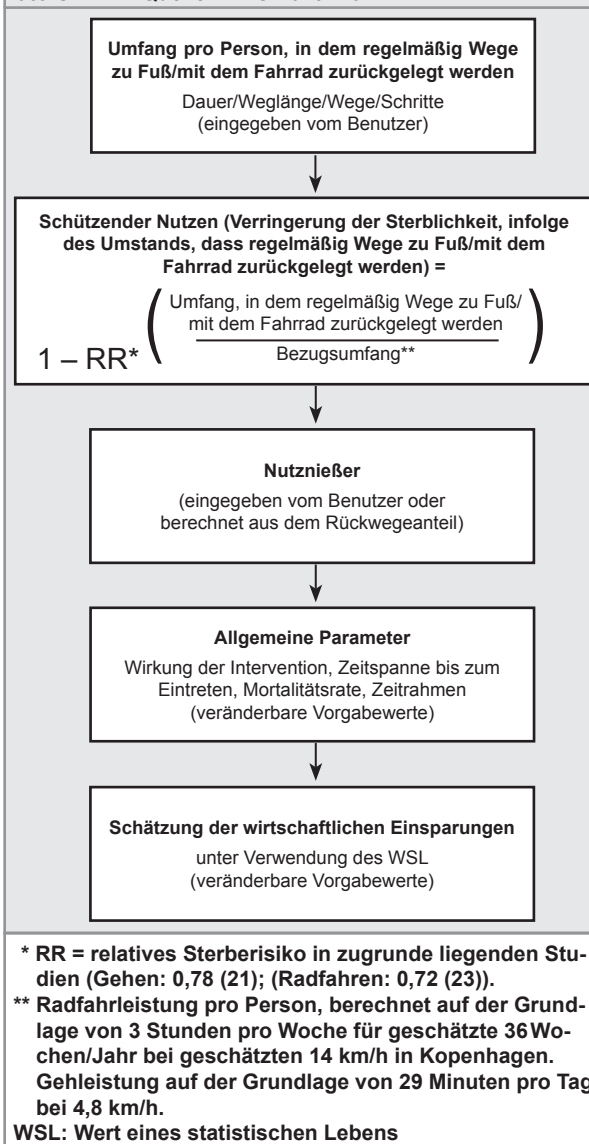 Umfang pro Person, in dem regelmäßig Wege
zu Fuß/mit dem Fahrrad zurückgelegt werden
Dauer/Weglänge/Wege/Schritte
(eingegeben vom Benutzer)
Schützender Nutzen (Verringerung der Sterblichkeit, infolge
des Umstands, dass regelmäßig Wege zu Fuß/mit dem
Fahrrad zurückgelegt werden) =
1 – RR* ( Umfang, in dem regelmäßig Wege zu Fuß/
mit dem Fahrrad zurückgelegt werden
Bezugsumfang** )
Nutznießer
(eingegeben vom Benutzer oder
berechnet aus dem Rückwegeanteil)
Allgemeine Parameter
Wirkung der Intervention, Zeitspanne bis zum
Eintreten, Mortalitätsrate, Zeitrahmen
(veränderbare Vorgabewerte)
Schätzung der wirtschaftlichen Einsparungen
unter Verwendung des WSL
(veränderbare Vorgabewerte)
* RR = relatives Sterberisiko in zugrunde liegenden Stu-
dien (Gehen: 0,78 (21); (Radfahren: 0,72 (23)).
** Radfahrleistung pro Person, berechnet auf der Grund-
lage von 3 Stunden pro Woche für geschätzte 36 Wo-
chen/Jahr bei geschätzten 14 km/h in Kopenhagen.
Gehleistung auf der Grundlage von 29 Minuten pro Tag
bei 4,8 km/h.
WSL: Wert eines statistischen Lebens